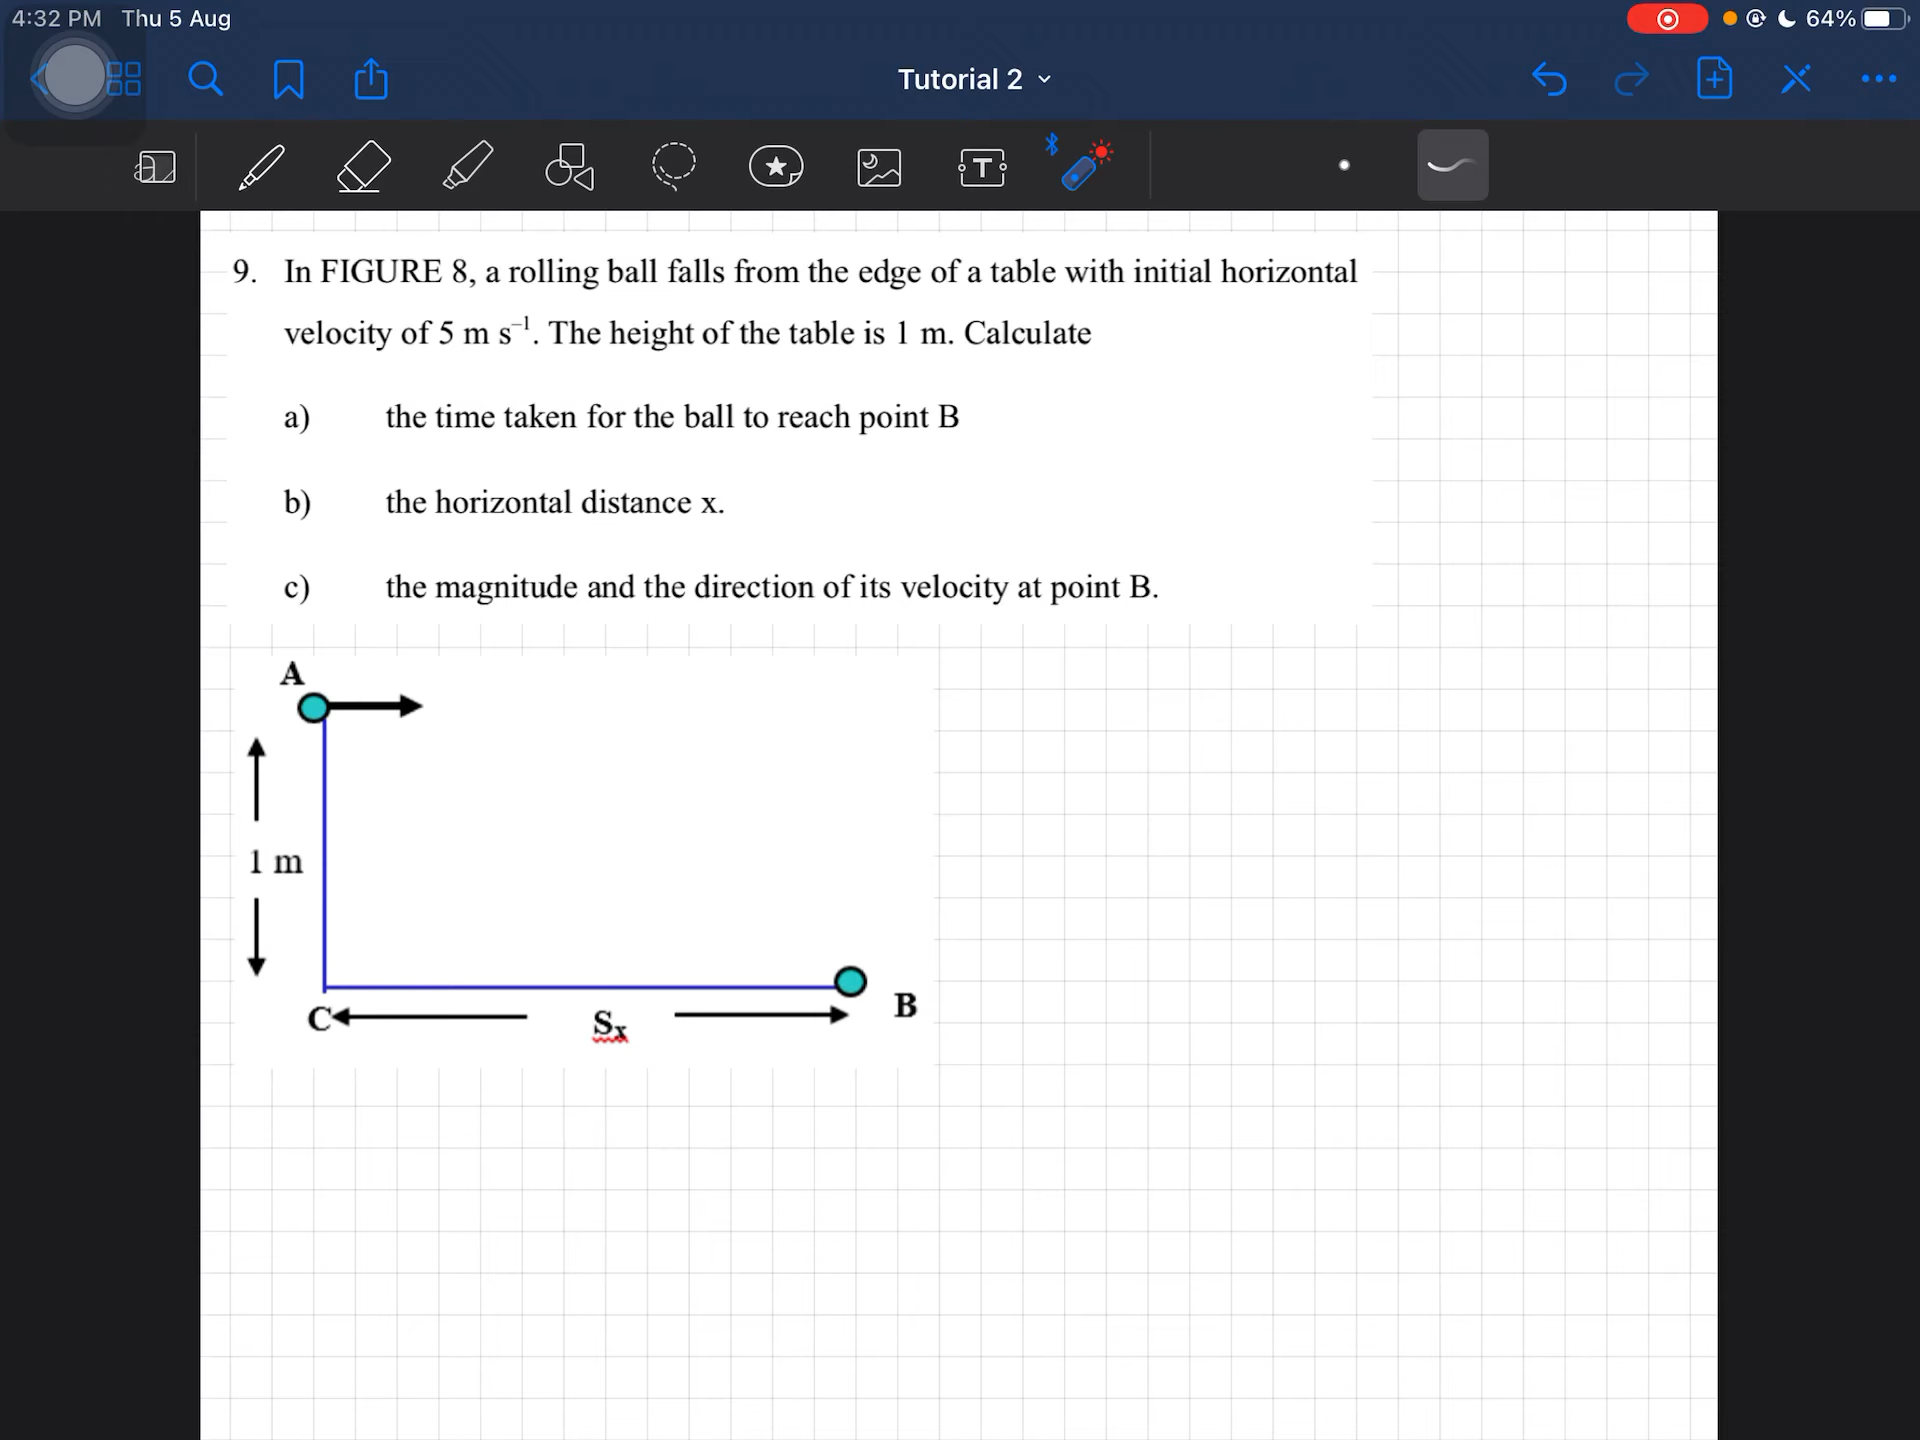 4:32 PM Thu 5 Aug
64%
Tutorial 2
T
9. In FIGURE 8, a rolling ball falls from the edge of a table with initial horizontal
velocity of 5 m s⁻¹. The height of the table is 1 m. Calculate
a) the time taken for the ball to reach point B
b) the horizontal distance x.
c) the magnitude and the direction of its velocity at point B.
A
1 m
C
Sx
B